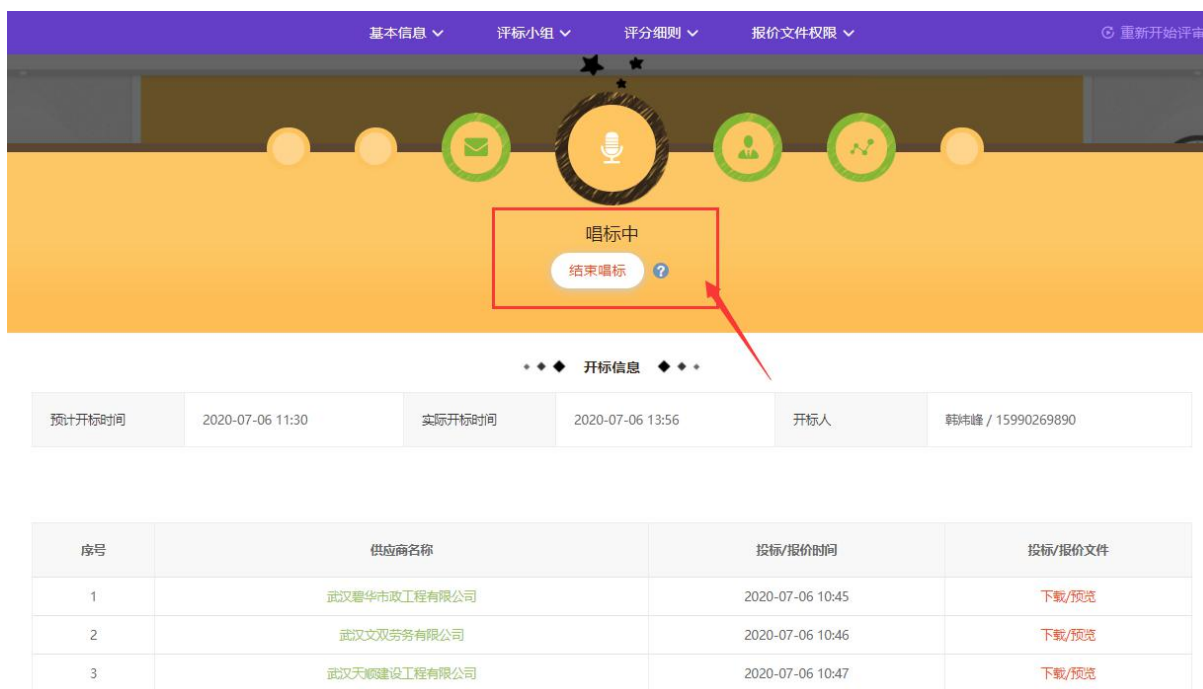 基本信息 评标小组 评分细则 报价文件权限 重新开始评审
唱标中
结束唱标 ?
开标信息
预计开标时间 2020-07-06 11:30 实际开标时间 2020-07-06 13:56 开标人 韩炜峰 / 15990269890
序号 供应商名称 投标/报价时间 投标/报价文件
1 武汉碧华市政工程有限公司 2020-07-06 10:45 下载/预览
2 武汉文双劳务有限公司 2020-07-06 10:46 下载/预览
3 武汉天顺建设工程有限公司 2020-07-06 10:47 下载/预览